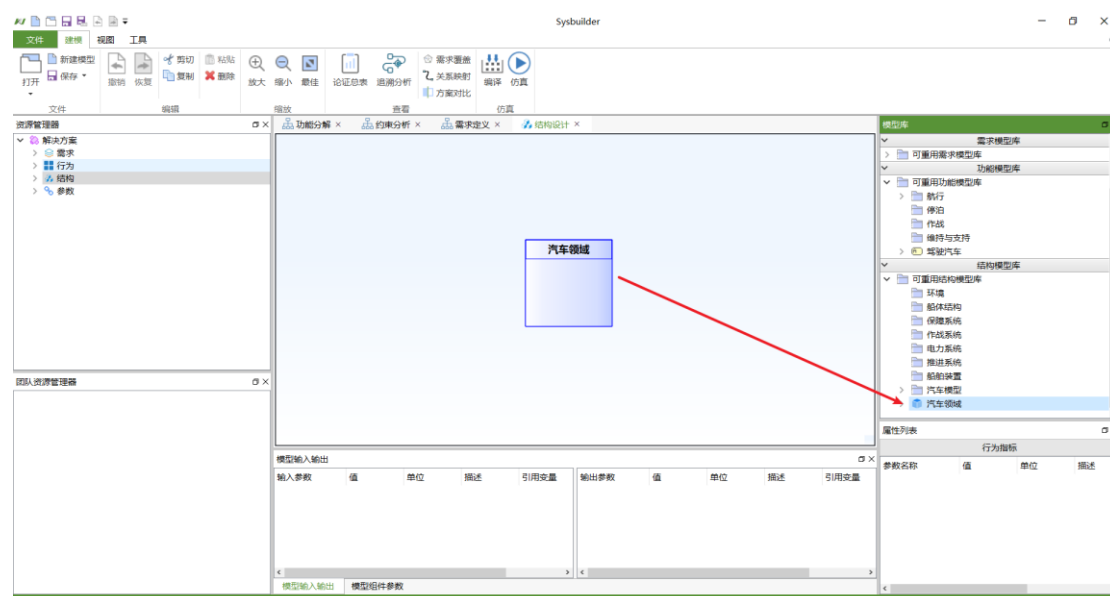 Sysbuilder
文件 建模 视图 工具
打开 新建模型 保存 撤销 恢复 剪切 复制 粘贴 删除 放大 缩小 最佳 论证总表 追溯分析 需求覆盖 关系映射 方案对比 编译 仿真
文件 编辑 缩放 查看 仿真
资源管理器
解决方案
需求
行为
结构
参数
团队资源管理器
功能分解 约束分析 需求定义 结构设计
汽车领域
模型输入输出
输入参数 值 单位 描述 引用变量 输出参数 值 单位 描述 引用变量
模型输入输出 模型组件参数
模型库
需求模型库
可重用需求模型库
功能模型库
可重用功能模型库
航行
停泊
作战
维持与支持
驾驶汽车
结构模型库
可重用结构模型库
环境
船体结构
保障系统
作战系统
电力系统
推进系统
船舶装置
汽车模型
汽车领域
属性列表
行为指标
参数名称 值 单位 描述